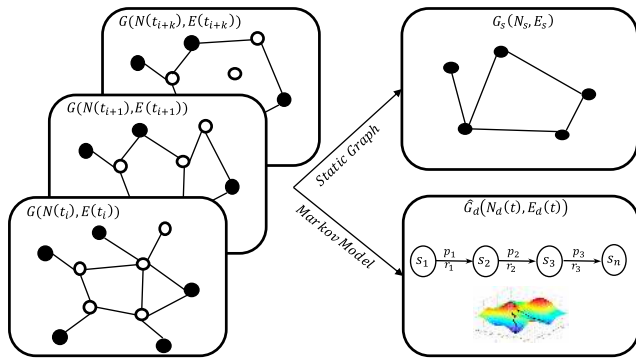 G(N(t_{i+k}), E(t_{i+k}))
G(N(t_{i+1}), E(t_{i+1}))
G(N(t_i), E(t_i))
Static Graph
Markov Model
G_s(N_s, E_s)
Ĝ_d(N_d(t), E_d(t))
s_1 p_1 r_1 s_2 p_2 r_2 s_3 p_3 r_3 s_n